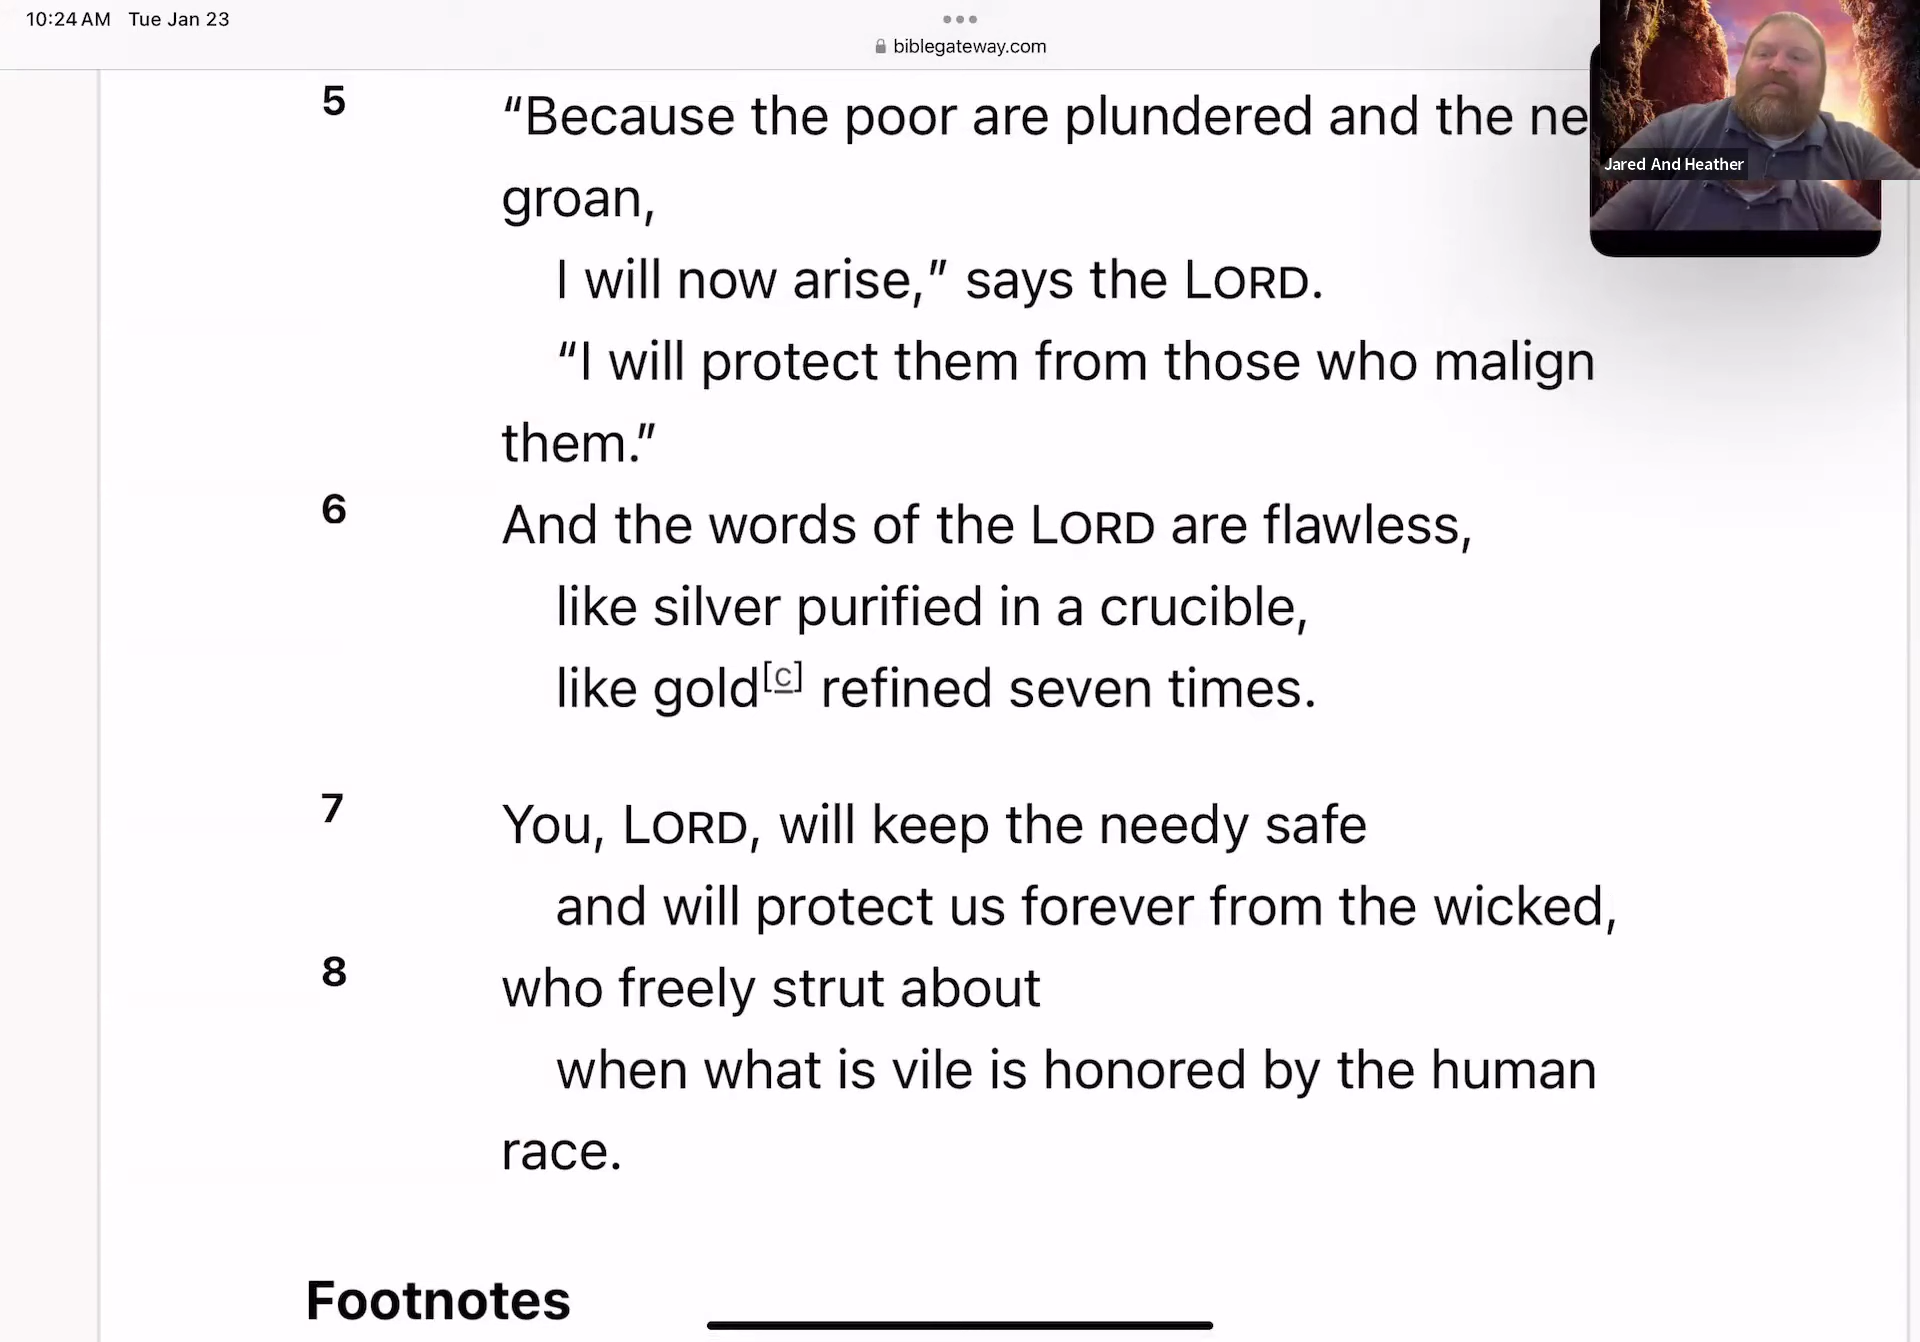 10:24 AM Tue Jan 23
biblegateway.com
5 “Because the poor are plundered and the
groan,
I will now arise,” says the LORD.
“I will protect them from those who malign
them.”
6 And the words of the LORD are flawless,
like silver purified in a crucible,
like gold[c] refined seven times.
7 You, LORD, will keep the needy safe
and will protect us forever from the wicked,
8 who freely strut about
when what is vile is honored by the human
race.
Footnotes
Jared And Heather